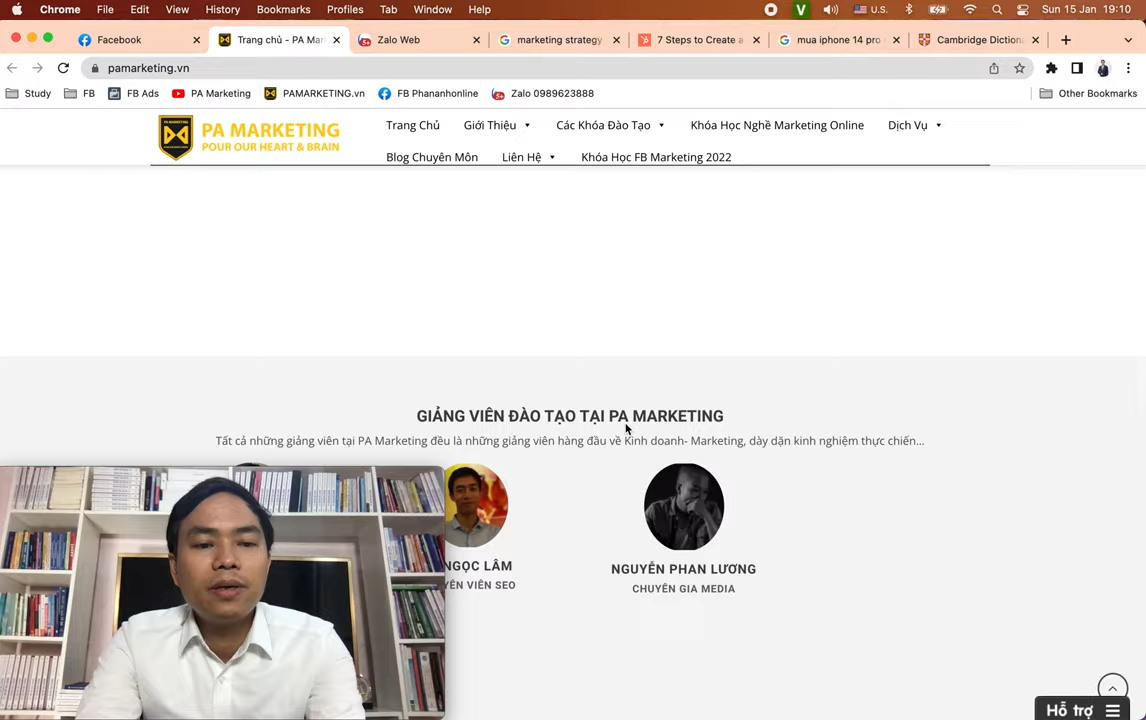 Chrome File Edit View History Bookmarks Profiles Tab Window Help V U.S. Sun 15 Jan 19:10
Facebook Trang chủ - PA Mar Zalo Web marketing strategy 7 Steps to Create a mua iphone 14 pro Cambridge Dictiona
pamarketing.vn
Study FB FB Ads PA Marketing PAMARKETING.vn FB Phananhonline Zalo 0989623888 Other Bookmarks
PA MARKETING
POUR OUR HEART & BRAIN
Trang Chủ Giới Thiệu Các Khóa Đào Tạo Khóa Học Nghề Marketing Online Dịch Vụ
Blog Chuyên Môn Liên Hệ Khóa Học FB Marketing 2022
GIẢNG VIÊN ĐÀO TẠO TẠI PA MARKETING
Tất cả những giảng viên tại PA Marketing đều là những giảng viên hàng đầu về Kinh doanh- Marketing, dày dặn kinh nghiệm thực chiến...
NGỌC LÂM
YÊN VIÊN SEO
NGUYỄN PHAN LƯƠNG
CHUYÊN GIA MEDIA
Hỗ trợ